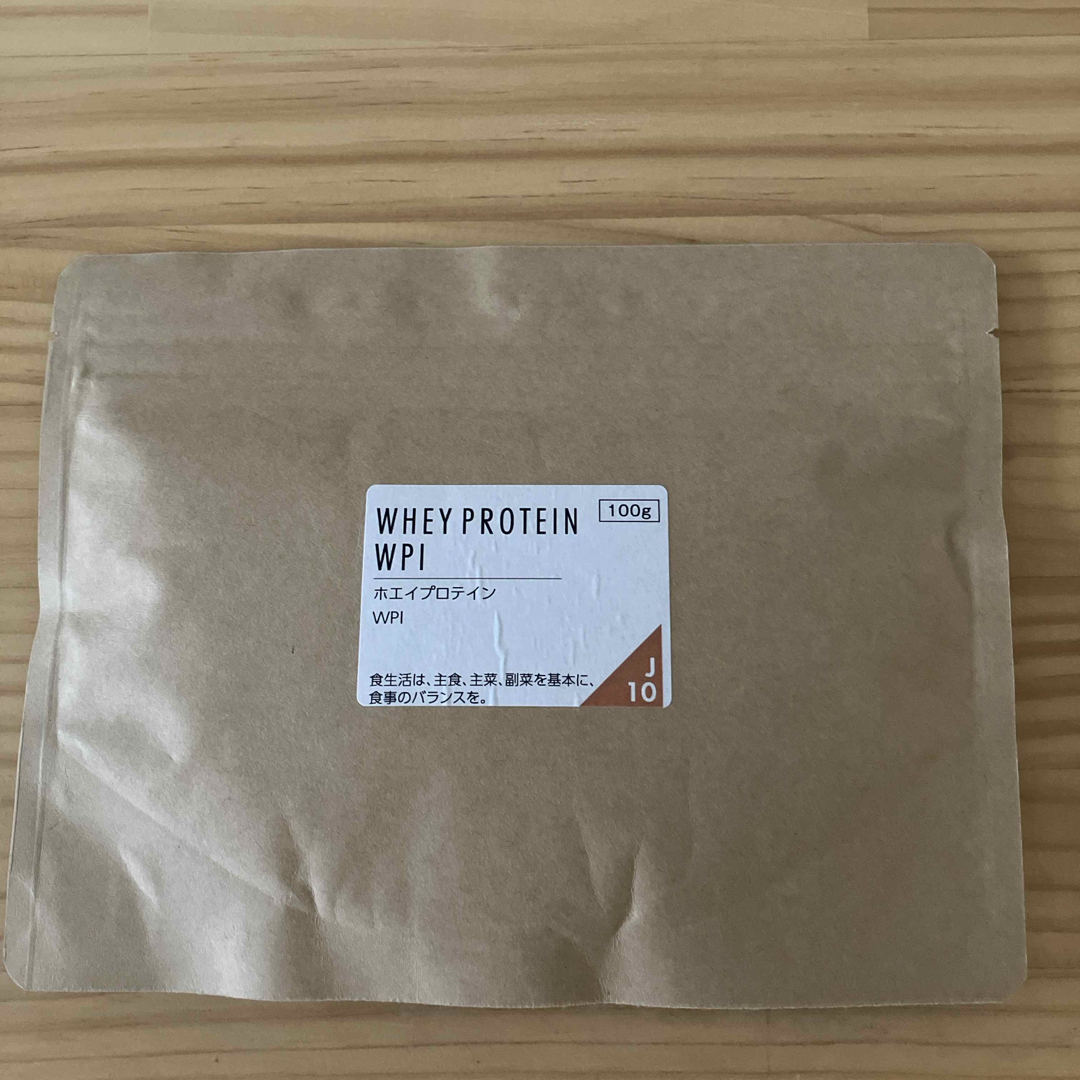 WHEY PROTEIN
100g
WPI
ホエイプロテイン
WPI
食生活は、主食、主菜、副菜を基本に、
食事のバランスを。
J
10